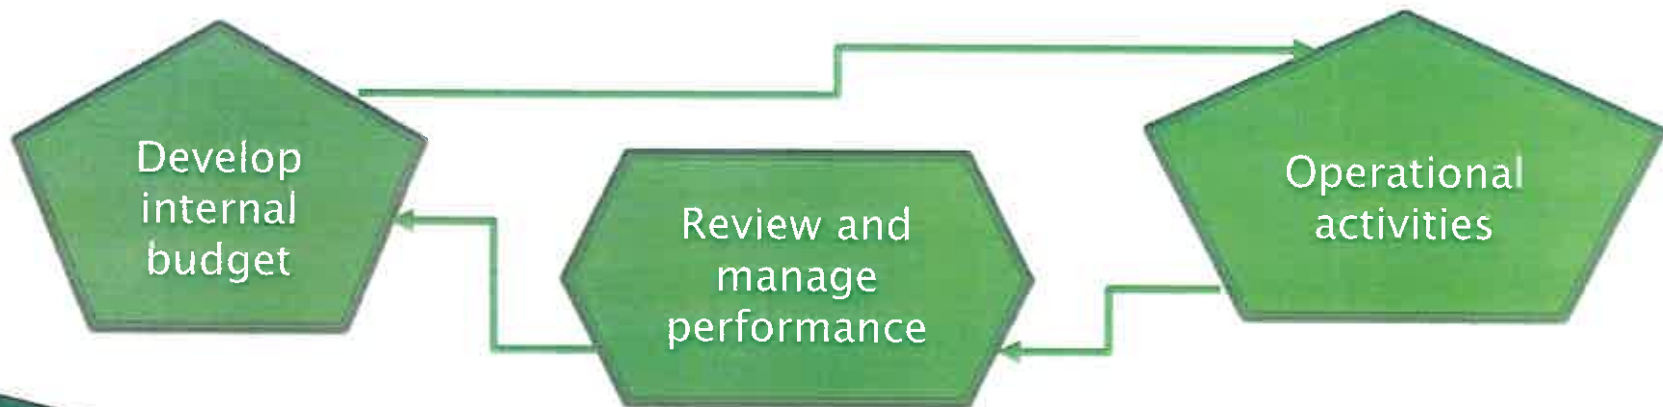 Develop
internal
budget
Review and
manage
performance
Operational
activities